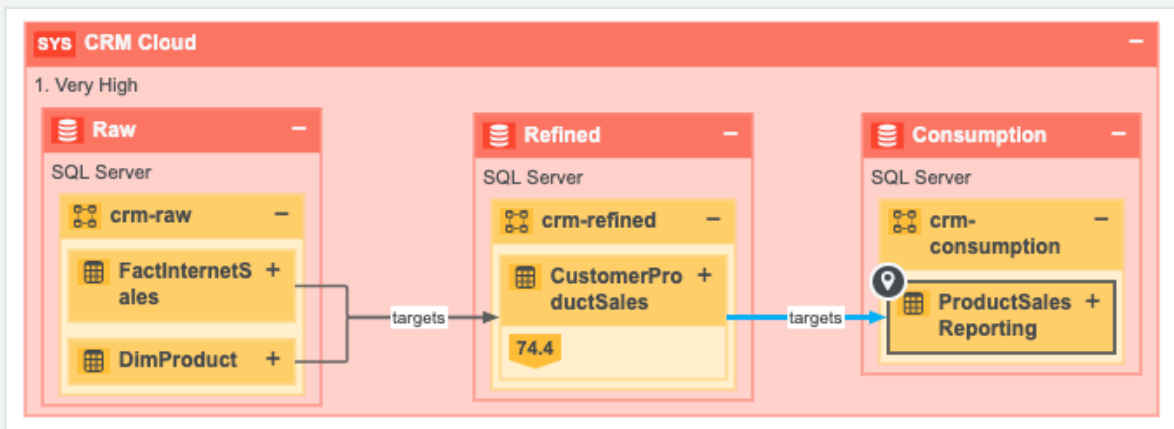 SYS CRM Cloud −
1. Very High
Raw −
SQL Server
crm-raw −
FactInternetS +
ales
DimProduct +
targets
Refined −
SQL Server
crm-refined −
CustomerPro +
ductSales
74.4
targets
Consumption −
SQL Server
crm- −
consumption
ProductSales +
Reporting